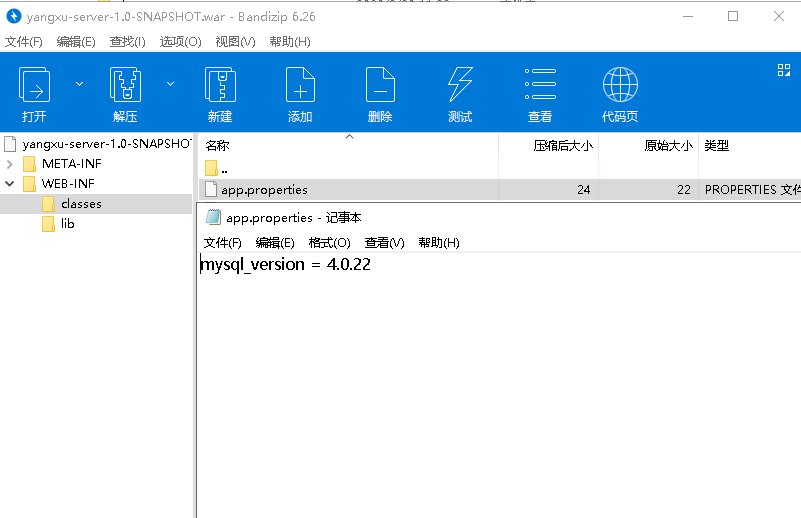 yangxu-server-1.0-SNAPSHOT.war - Bandizip 6.26
文件(F) 编辑(E) 查找(I) 选项(O) 视图(V) 帮助(H)
打开 解压 新建 添加 删除 测试 查看 代码页
yangxu-server-1.0-SNAPSHOT
META-INF
WEB-INF
classes
lib
名称 压缩后大小 原始大小 类型
..
app.properties 24 22 PROPERTIES 文件
app.properties - 记事本
文件(F) 编辑(E) 格式(O) 查看(V) 帮助(H)
mysql_version = 4.0.22